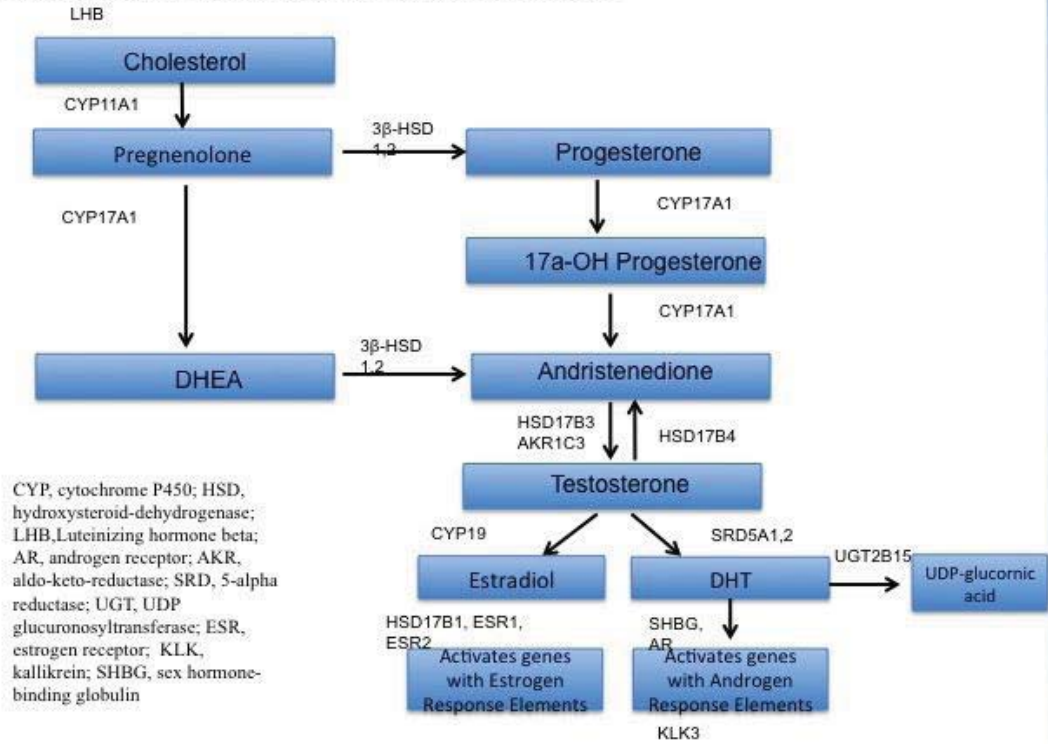 LHB
Cholesterol
CYP11A1
Pregnenolone
3β-HSD
1,2
Progesterone
CYP17A1
CYP17A1
17a-OH Progesterone
CYP17A1
DHEA
3β-HSD
1,2
Andristenedione
HSD17B3
AKR1C3
HSD17B4
Testosterone
CYP19
SRD5A1,2
Estradiol
DHT
UGT2B15
UDP-glucornic
acid
HSD17B1, ESR1,
ESR2
SHBG,
AR
Activates genes
with Estrogen
Response Elements
Activates genes
with Androgen
Response Elements
KLK3
CYP, cytochrome P450; HSD,
hydroxysteroid-dehydrogenase;
LHB,Luteinizing hormone beta;
AR, androgen receptor; AKR,
aldo-keto-reductase; SRD, 5-alpha
reductase; UGT, UDP
glucuronosyltransferase; ESR,
estrogen receptor; KLK,
kallikrein; SHBG, sex hormone-
binding globulin